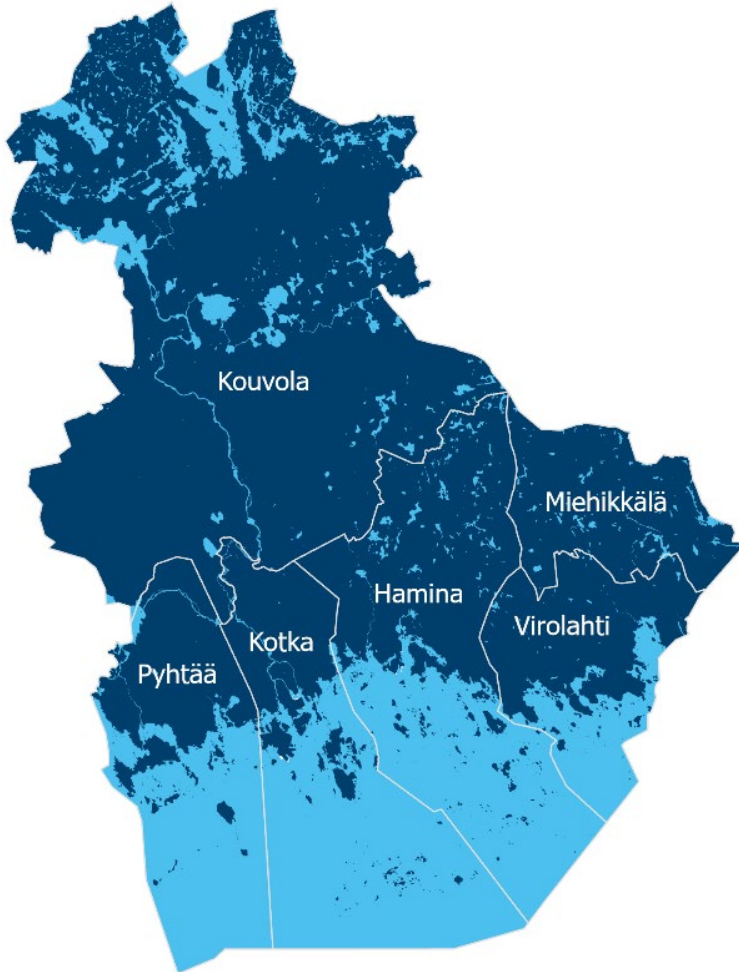 Kouvola
Miehikkälä
Hamina
Virolahti
Kotka
Pyhtää